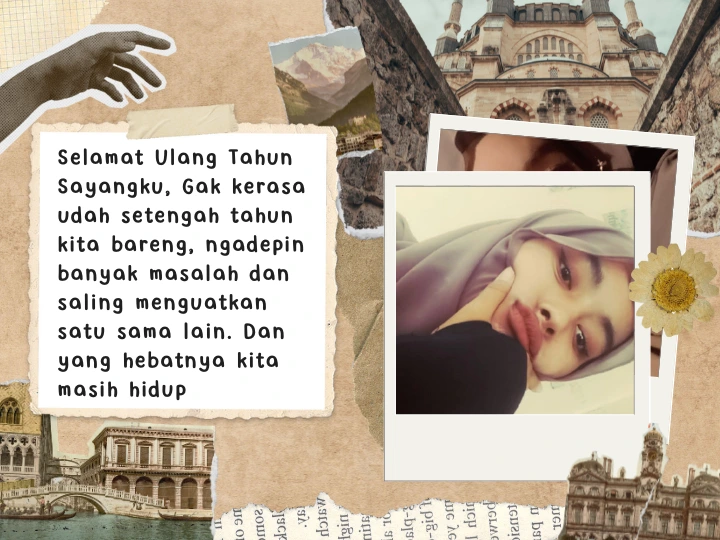 Selamat Ulang Tahun
Sayangku, Gak kerasa
udah setengah tahun
kita bareng, ngadepin
banyak masalah dan
saling menguatkan
satu sama lain. Dan
yang hebatnya kita
masih hidup